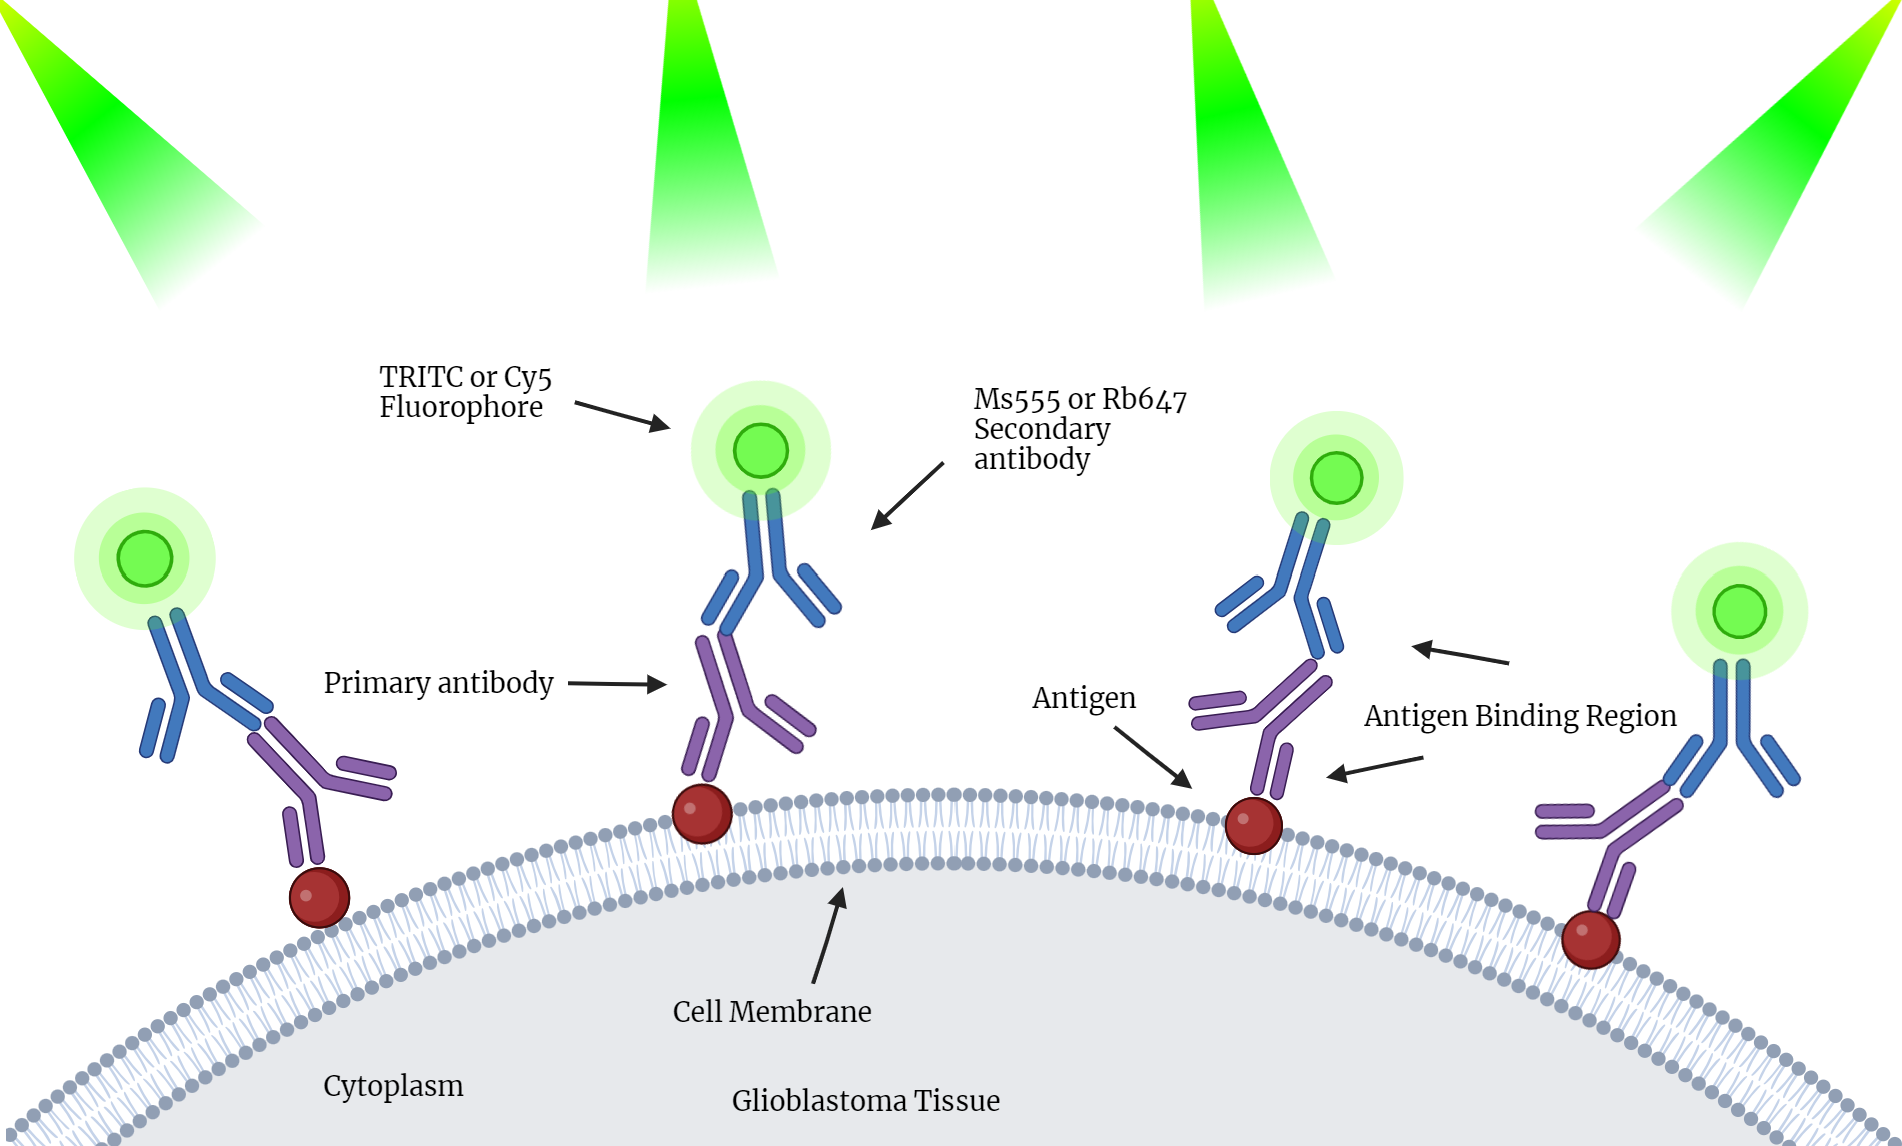 TRITC or Cy5
Fluorophore
Ms555 or Rb647
Secondary
antibody
Primary antibody
Antigen
Antigen Binding Region
Cell Membrane
Cytoplasm
Glioblastoma Tissue